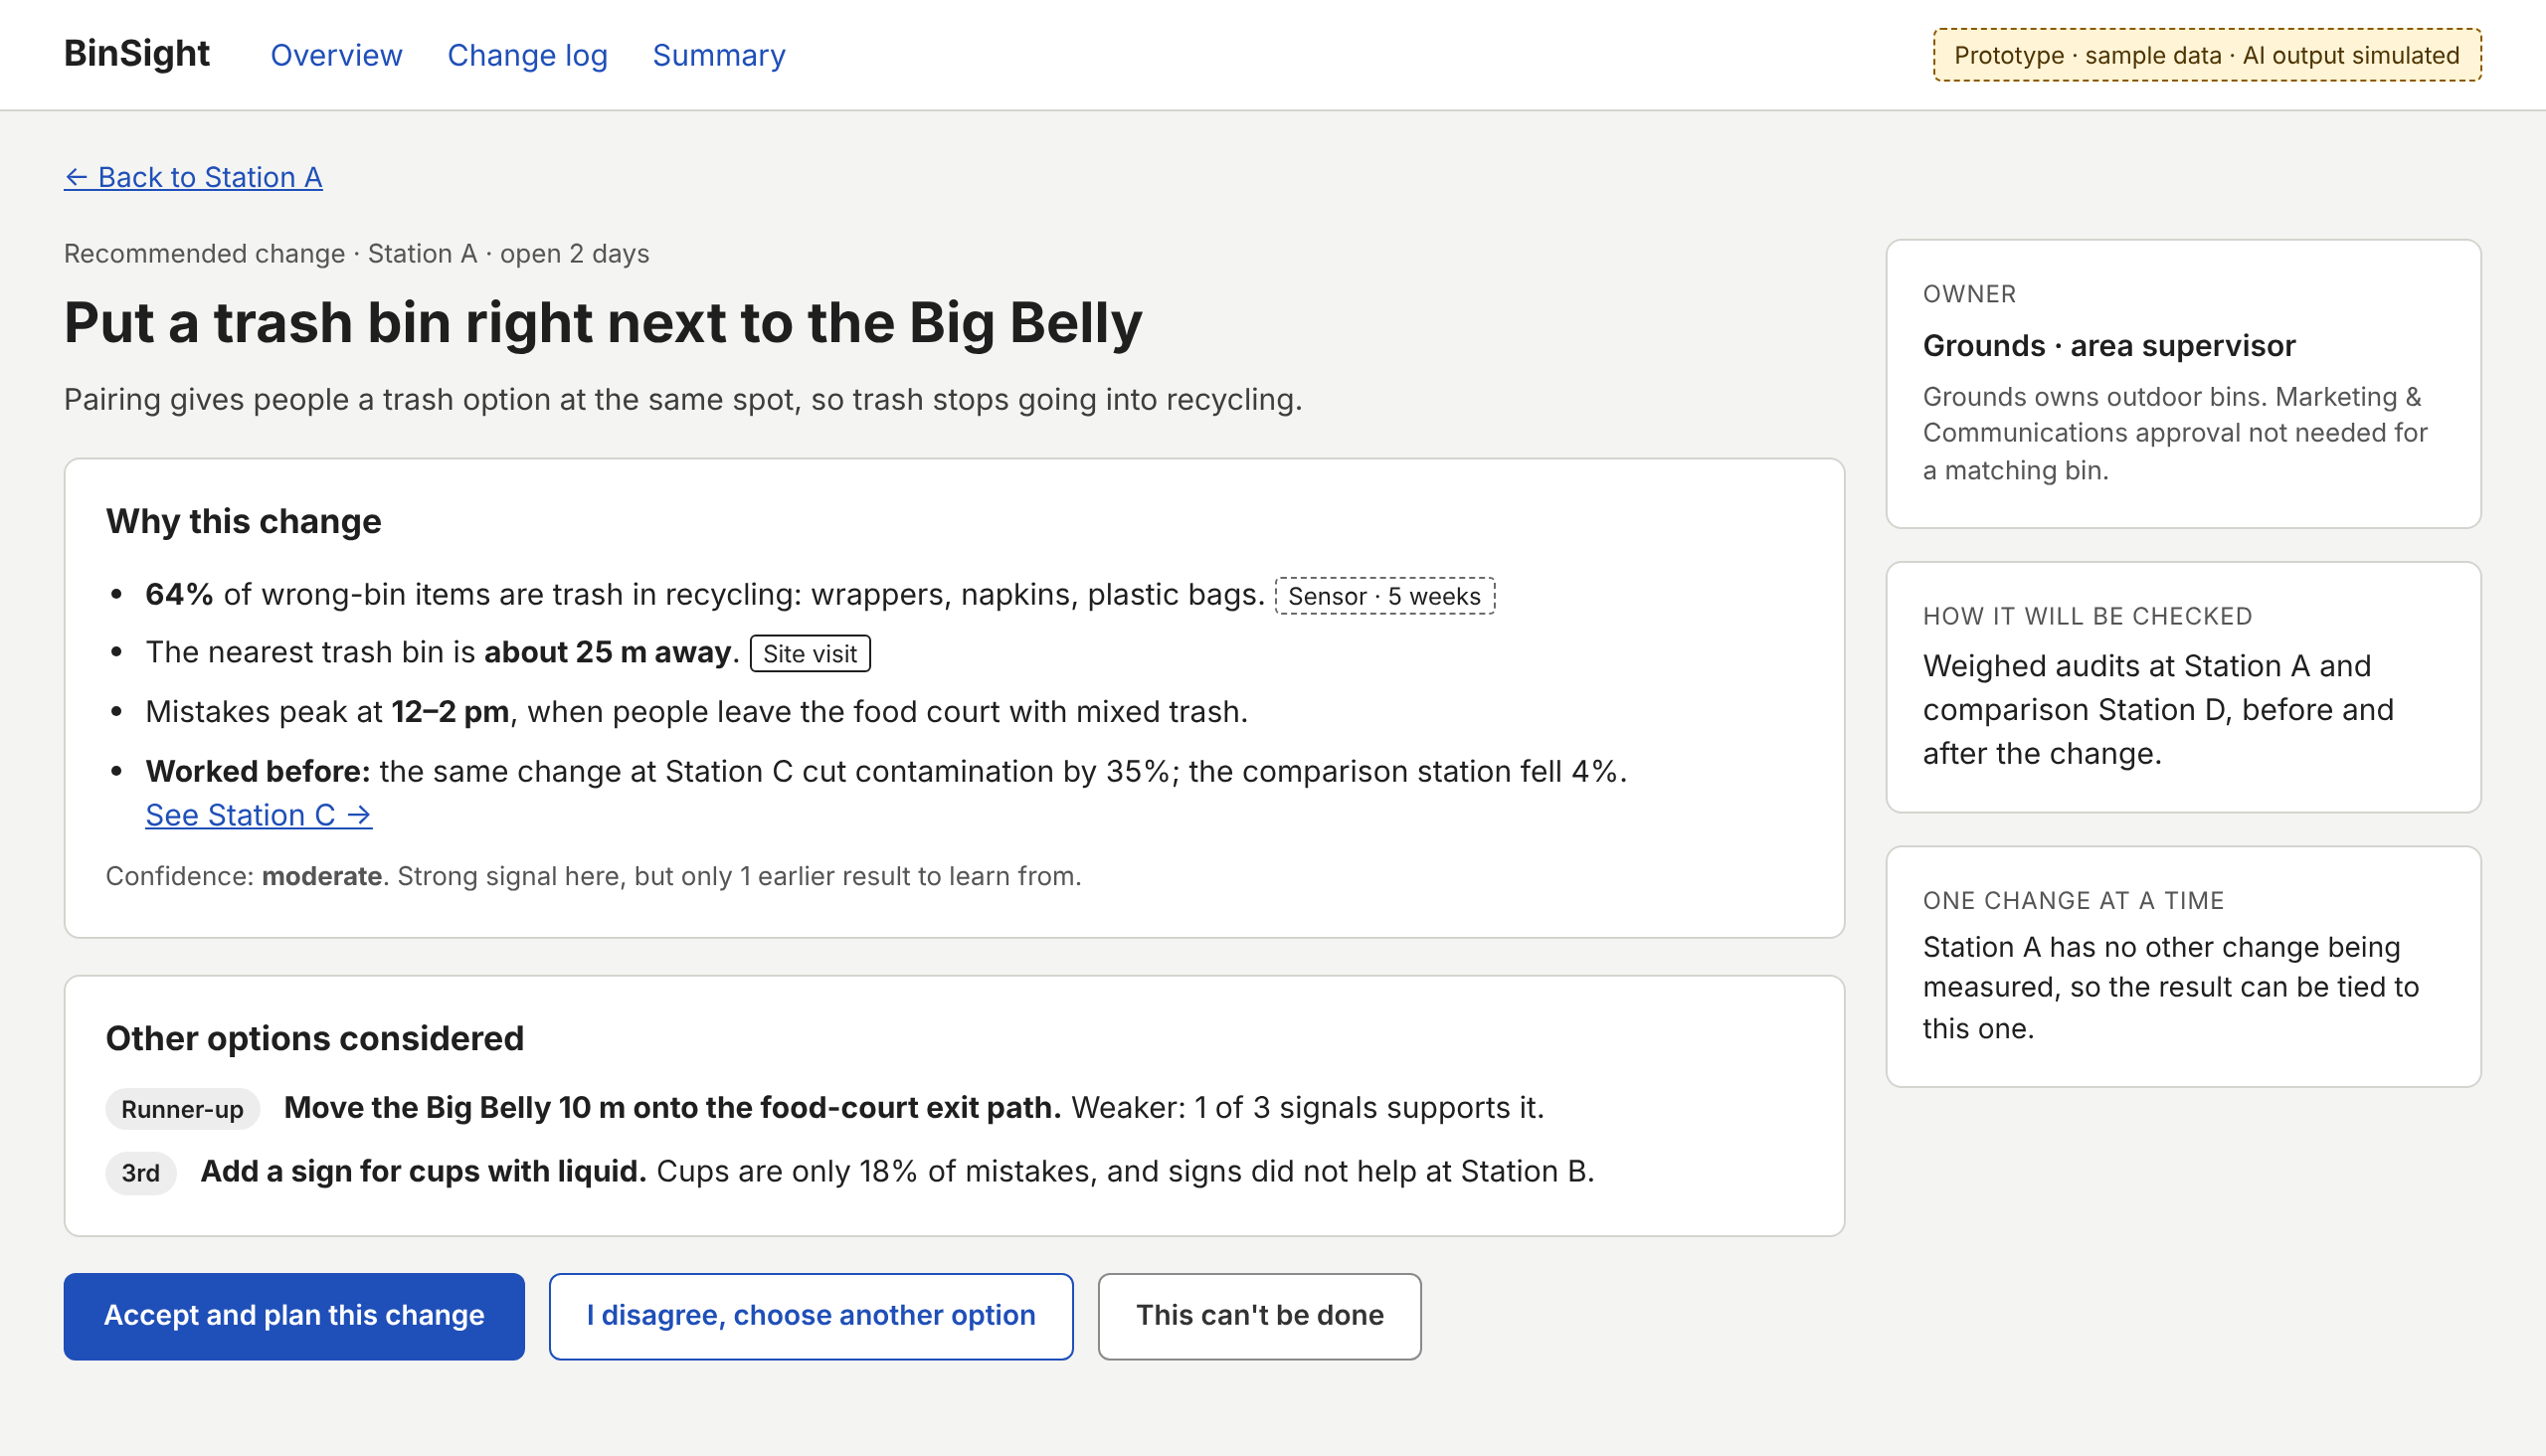 BinSight Overview Change log Summary Prototype · sample data · AI output simulated
← Back to Station A
Recommended change · Station A · open 2 days
Put a trash bin right next to the Big Belly
Pairing gives people a trash option at the same spot, so trash stops going into recycling.
Why this change
• 64% of wrong-bin items are trash in recycling: wrappers, napkins, plastic bags. Sensor · 5 weeks
• The nearest trash bin is about 25 m away. Site visit
• Mistakes peak at 12–2 pm, when people leave the food court with mixed trash.
• Worked before: the same change at Station C cut contamination by 35%; the comparison station fell 4%.
See Station C →
Confidence: moderate. Strong signal here, but only 1 earlier result to learn from.
Other options considered
Runner-up Move the Big Belly 10 m onto the food-court exit path. Weaker: 1 of 3 signals supports it.
3rd Add a sign for cups with liquid. Cups are only 18% of mistakes, and signs did not help at Station B.
Accept and plan this change I disagree, choose another option This can't be done
OWNER
Grounds · area supervisor
Grounds owns outdoor bins. Marketing &
Communications approval not needed for
a matching bin.
HOW IT WILL BE CHECKED
Weighed audits at Station A and
comparison Station D, before and
after the change.
ONE CHANGE AT A TIME
Station A has no other change being
measured, so the result can be tied to
this one.